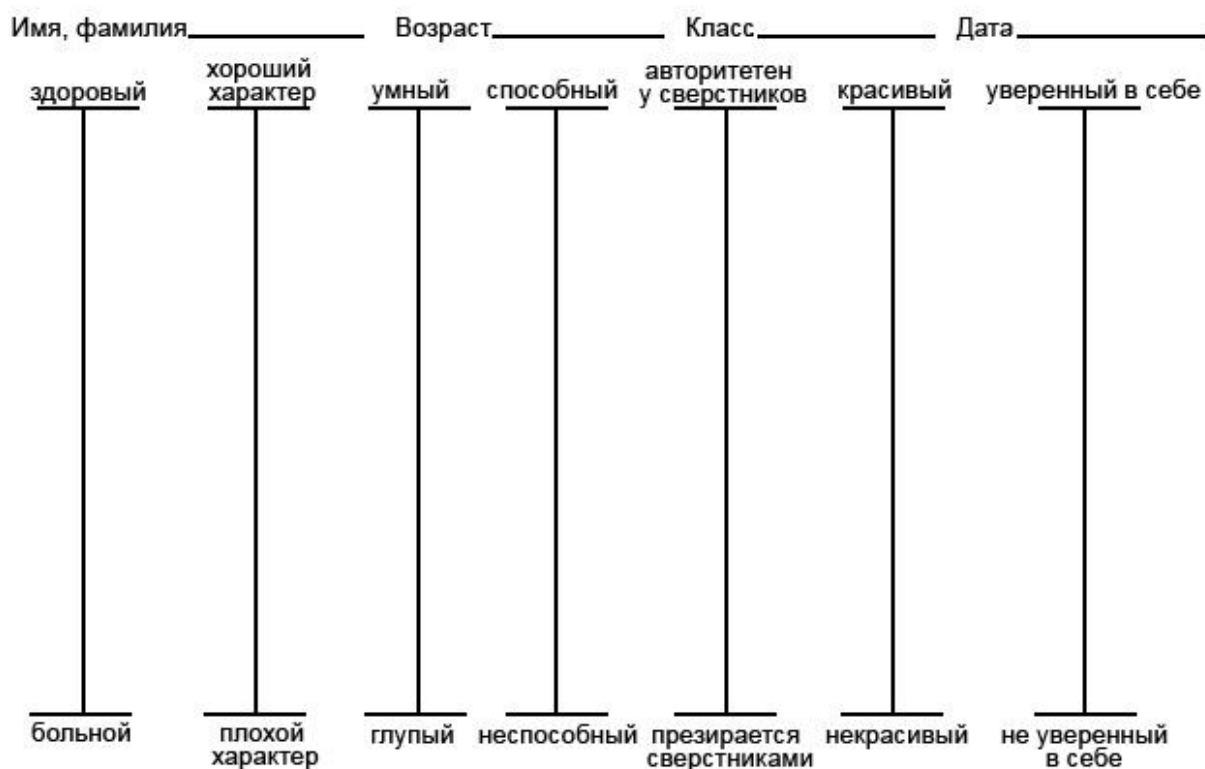 Имя, фамилия Возраст Класс Дата
здоровый
хороший
характер
умный
способный
авторитетен
у сверстников
красивый
уверенный в себе
больной
плохой
характер
глупый
неспособный
презирается
сверстниками
некрасивый
не уверенный
в себе